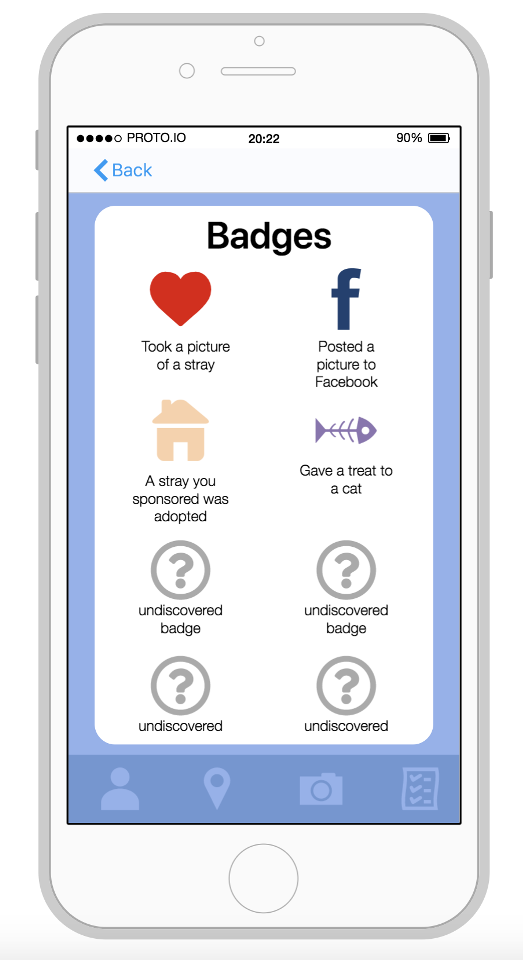 PROTO.IO 20:22 90%
Back
Badges
Took a picture
of a stray
Posted a
picture to
Facebook
A stray you
sponsored was
adopted
Gave a treat to
a cat
undiscovered
badge
undiscovered
badge
undiscovered
undiscovered